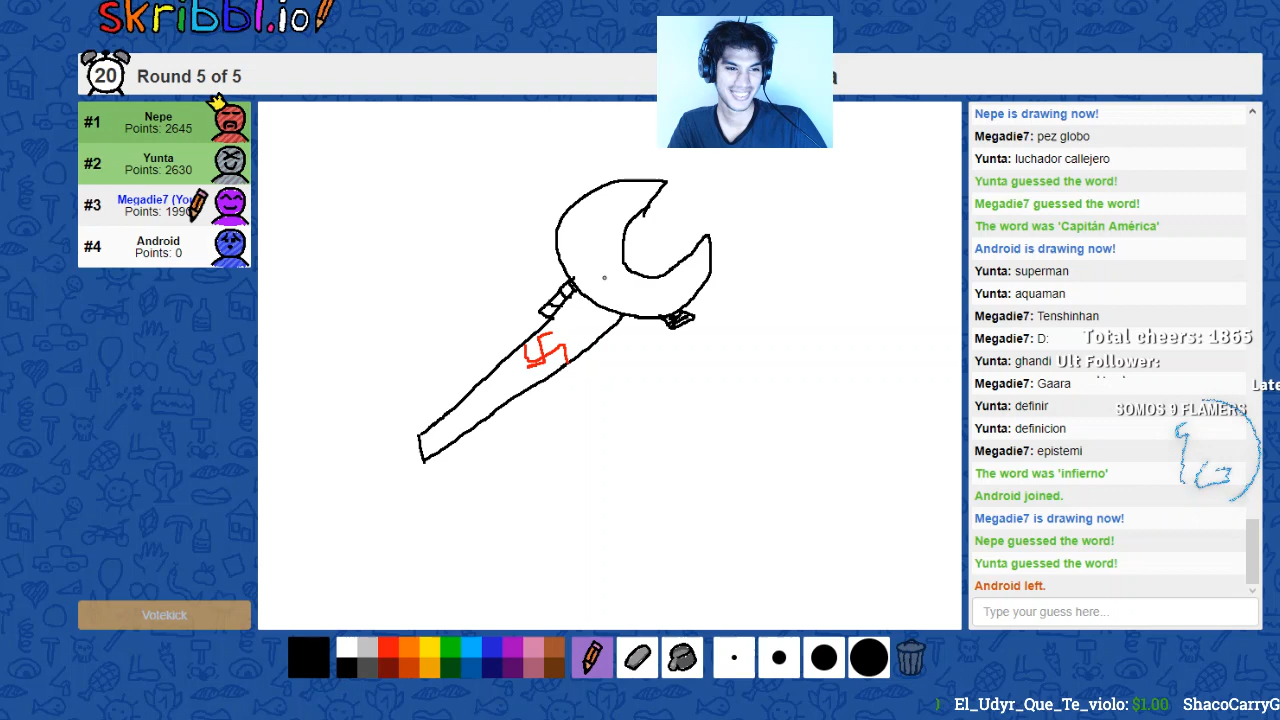 skribbl.io
20
Round 5 of 5
a
#1
Nepe
Points: 2645
#2
Yunta
Points: 2630
#3
Megadie7 (You
Points: 1990
#4
Android
Points: 0
Votekick
Nepe is drawing now!
Megadie7: pez globo
Yunta: luchador callejero
Yunta guessed the word!
Megadie7 guessed the word!
The word was 'Capitán América'
Android is drawing now!
Yunta: superman
Yunta: aquaman
Megadie7: Tenshinhan
Megadie7: D:
Total cheers: 1865
Yunta: ghandi
Ult Follower:
Megadie7: Gaara
Late
Yunta: definir
SOMOS 9 FLAMERS
Yunta: definicion
Megadie7: epistemi
The word was 'infierno'
Android joined.
Megadie7 is drawing now!
Nepe guessed the word!
Yunta guessed the word!
Android left.
Type your guess here...
El_Udyr_Que_Te_violo: $1.00 ShacoCarryG